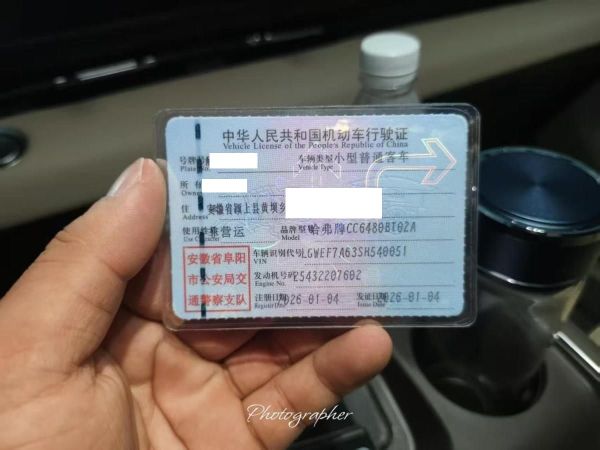 中华人民共和国机动车行驶证
Vehicle License of the People's Republic of China
号牌号码
Plate No.
车辆类型 小型普通客车
Vehicle Type
所有
Owner
住 安徽省颍上县黄坝乡
Address
使用性质 非营运
Use Character
品牌型号 哈弗牌CC6480BI02A
Model
安徽省阜阳
市公安局交
通警察支队
车辆识别代号 LGWEF7A63SH540051
VIN
发动机号码 25432207602
Engine No.
注册日期 2026-01-04
Register Date
发证日期 2026-01-04
Issue Date
Photographer